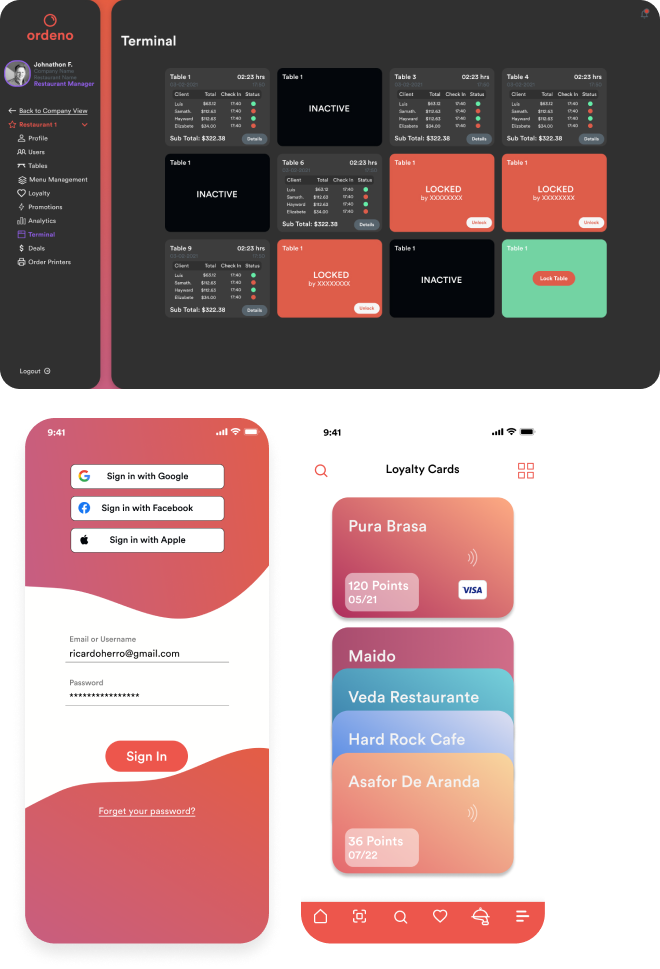 ordeno
Johnathon F.
Company Name
Restaurant Name
Restaurant Manager
Back to Company View
Restaurant 1
Profile
Users
Tables
Menu Management
Loyalty
Promotions
Analytics
Terminal
Deals
Order Printers
Logout
Terminal
Table 1 02:23 hrs
Client Total Check In Status
Luis $63.12 17:40
Samath. $112.63 17:40
Hayward $112.63 17:40
Elizabete $34.00 17:40
Sub Total: $322.38 Details
Table 1
INACTIVE
Table 3 02:23 hrs
Client Total Check In Status
Luis $63.12 17:40
Samath. $112.63 17:40
Hayward $112.63 17:40
Elizabete $34.00 17:40
Sub Total: $322.38 Details
Table 4 02:23 hrs
Client Total Check In Status
Luis $63.12 17:40
Samath. $112.63 17:40
Hayward $112.63 17:40
Elizabete $34.00 17:40
Sub Total: $322.38 Details
Table 1
INACTIVE
Table 6 02:23 hrs
Client Total Check In Status
Luis $63.12 17:40
Samath. $112.63 17:40
Hayward $112.63 17:40
Elizabete $34.00 17:40
Sub Total: $322.38 Details
Table 1
LOCKED
by XXXXXXXX
Unlock
Table 1
LOCKED
by XXXXXXXX
Unlock
Table 9 02:23 hrs
Client Total Check In Status
Luis $63.12 17:40
Samath. $112.63 17:40
Hayward $112.63 17:40
Elizabete $34.00 17:40
Sub Total: $322.38 Details
Table 1
LOCKED
by XXXXXXXX
Unlock
Table 1
INACTIVE
Table 1
Lock Table
9:41
Sign in with Google
Sign in with Facebook
Sign in with Apple
Email or Username
ricardoherro@gmail.com
Password
****************
Sign In
Forget your password?
9:41
Loyalty Cards
Pura Brasa
120 Points
05/21
VISA
Maido
Veda Restaurante
Hard Rock Cafe
Asafor De Aranda
36 Points
07/22